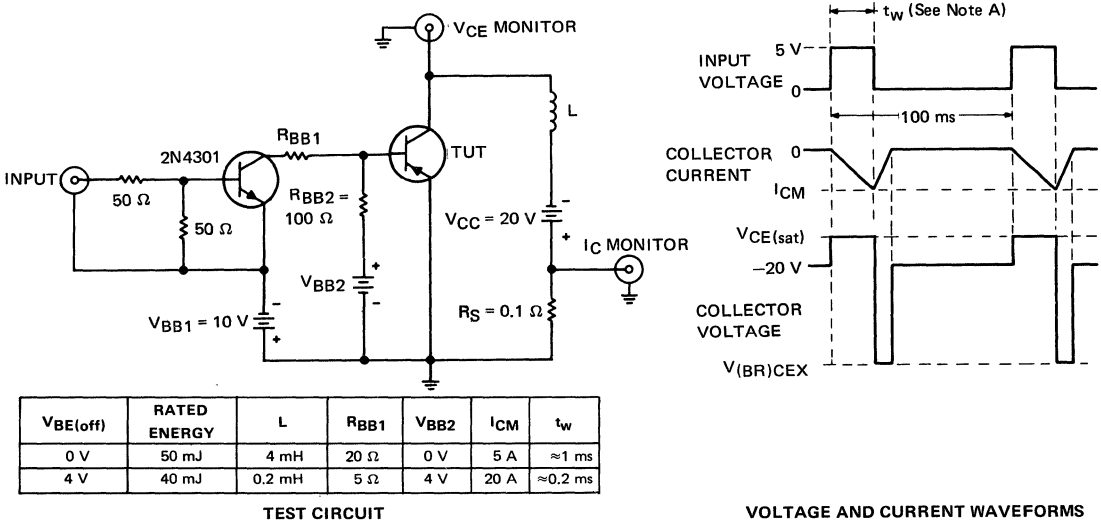 V_CE MONITOR
t_w (See Note A)
5 V
INPUT
VOLTAGE
0
100 ms
L
R_BB1
2N4301
TUT
COLLECTOR
CURRENT
0
I_CM
INPUT
50 Ω
50 Ω
R_BB2 =
100 Ω
V_CC = 20 V
-
+
V_CE(sat)
-20 V
I_C MONITOR
V_BB2
+
-
V_BB1 = 10 V
-
+
R_S = 0.1 Ω
COLLECTOR
VOLTAGE
V_(BR)CEX
V_BE(off) RATED ENERGY L R_BB1 V_BB2 I_CM t_w
0 V 50 mJ 4 mH 20 Ω 0 V 5 A ≈1 ms
4 V 40 mJ 0.2 mH 5 Ω 4 V 20 A ≈0.2 ms
TEST CIRCUIT
VOLTAGE AND CURRENT WAVEFORMS